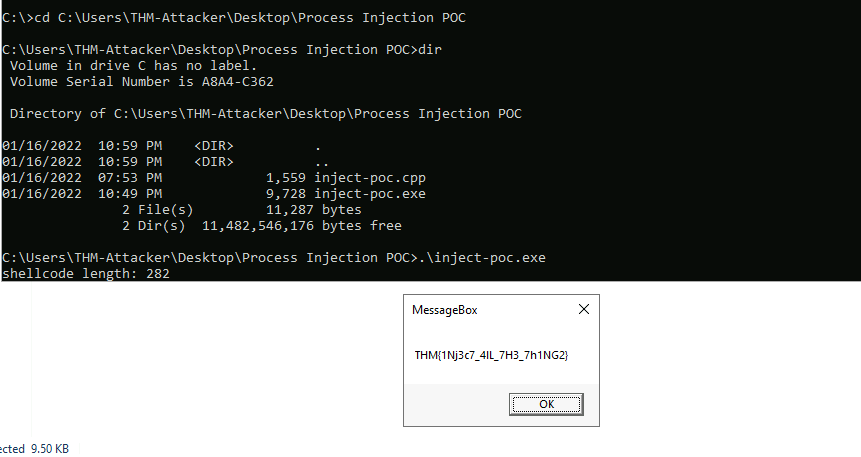 C:\>cd C:\Users\THM-Attacker\Desktop\Process Injection POC
C:\Users\THM-Attacker\Desktop\Process Injection POC>dir
Volume in drive C has no label.
Volume Serial Number is A8A4-C362
Directory of C:\Users\THM-Attacker\Desktop\Process Injection POC
01/16/2022  10:59 PM    <DIR>          .
01/16/2022  10:59 PM    <DIR>          ..
01/16/2022  07:53 PM             1,559 inject-poc.cpp
01/16/2022  10:49 PM             9,728 inject-poc.exe
2 File(s)         11,287 bytes
2 Dir(s)  11,482,546,176 bytes free
C:\Users\THM-Attacker\Desktop\Process Injection POC>.\inject-poc.exe
shellcode length: 282
MessageBox
THM{1Nj3c7_4lL_7H3_7h1NG2}
OK
ected 9.50 KB